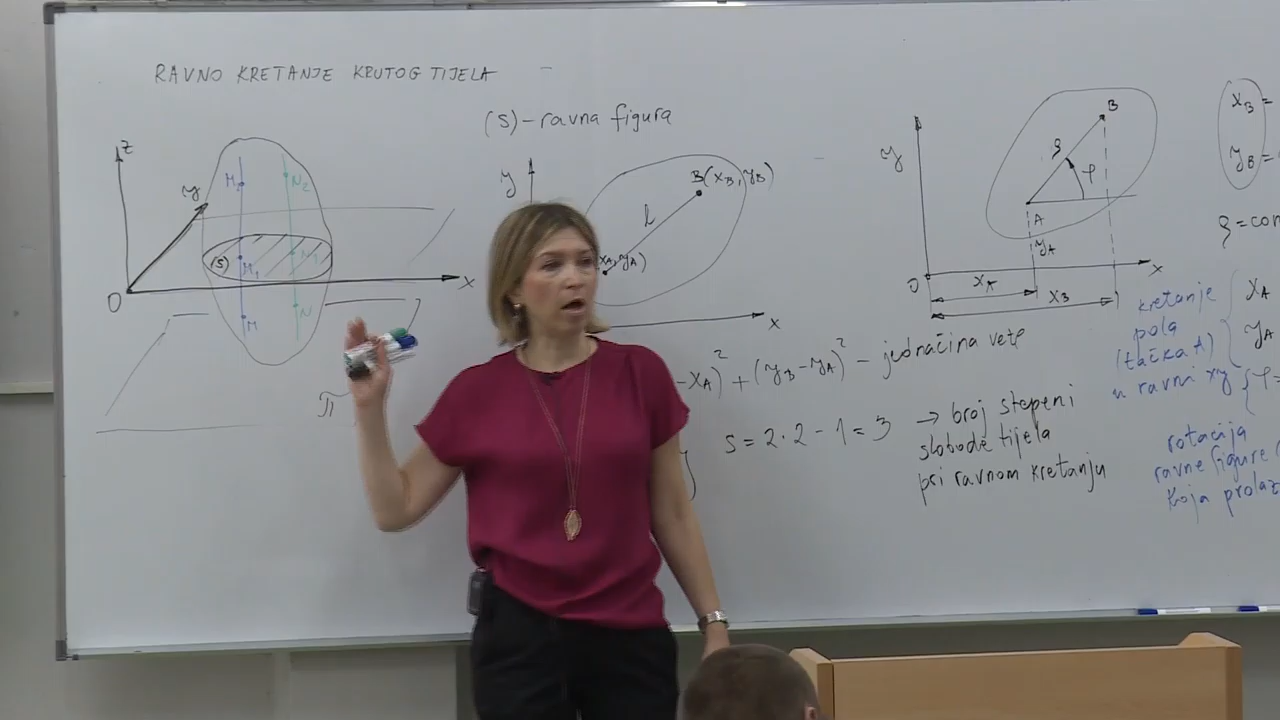 RAVNO KRETANJE KRUTOG TIJELA
(S) - ravna figura
z
y
M2
N2
(S)
M1
N1
O
x
M
N
π
y
B(xB, yB)
l
xA, yA)
x
- xA)² + (yB - yA)² - jednačina veze
S = 2·2 - 1 = 3
→ broj stepeni
slobode tijela
pri ravnom kretanju
y
B
ρ
φ
A
yA
O
xA
x
xB
xB =
yB =
ρ = con
kretanje
pola
(tačka A)
u ravni xy
xA
yA
φ =
rotacija
ravne figure (
koja prolaz